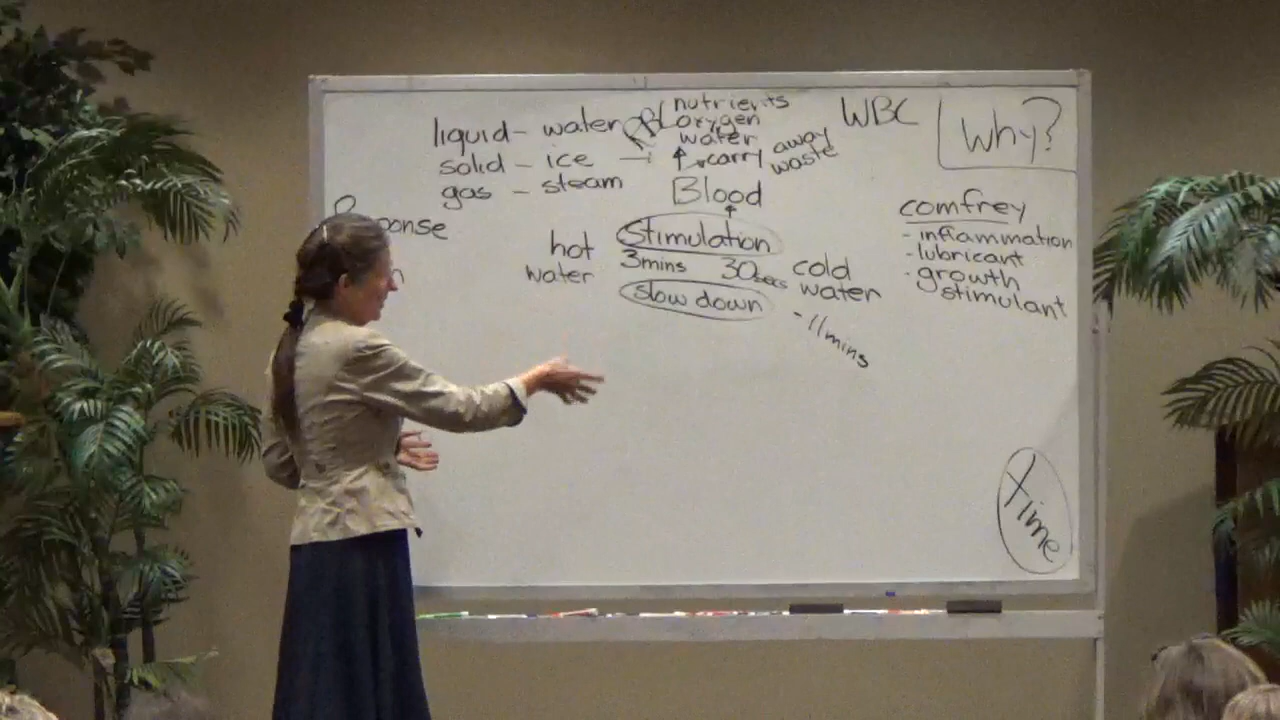 liquid- water
solid - ice
gas - steam
RBC
nutrients
oxygen
water
carry away
waste
Blood
WBC
Why?
hot
water
Stimulation
3mins 30secs
slow down
cold
water
- 11mins
comfrey
- inflammation
- lubricant
- growth
stimulant
time